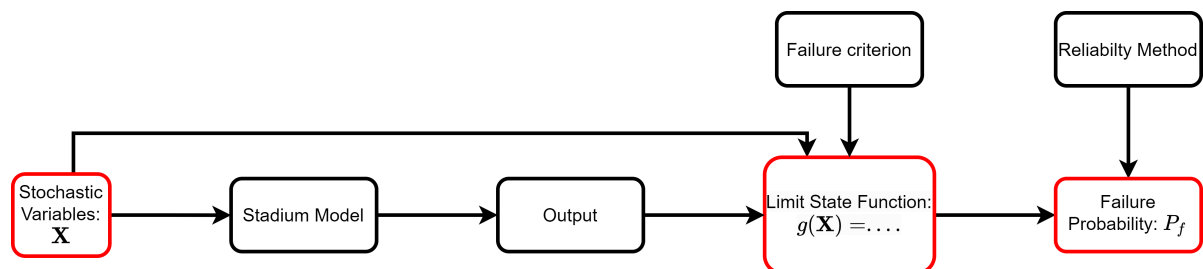 Failure criterion
Reliabilty Method
Stochastic
Variables:
X
Stadium Model
Output
Limit State Function:
g(X) =....
Failure
Probability: P_f